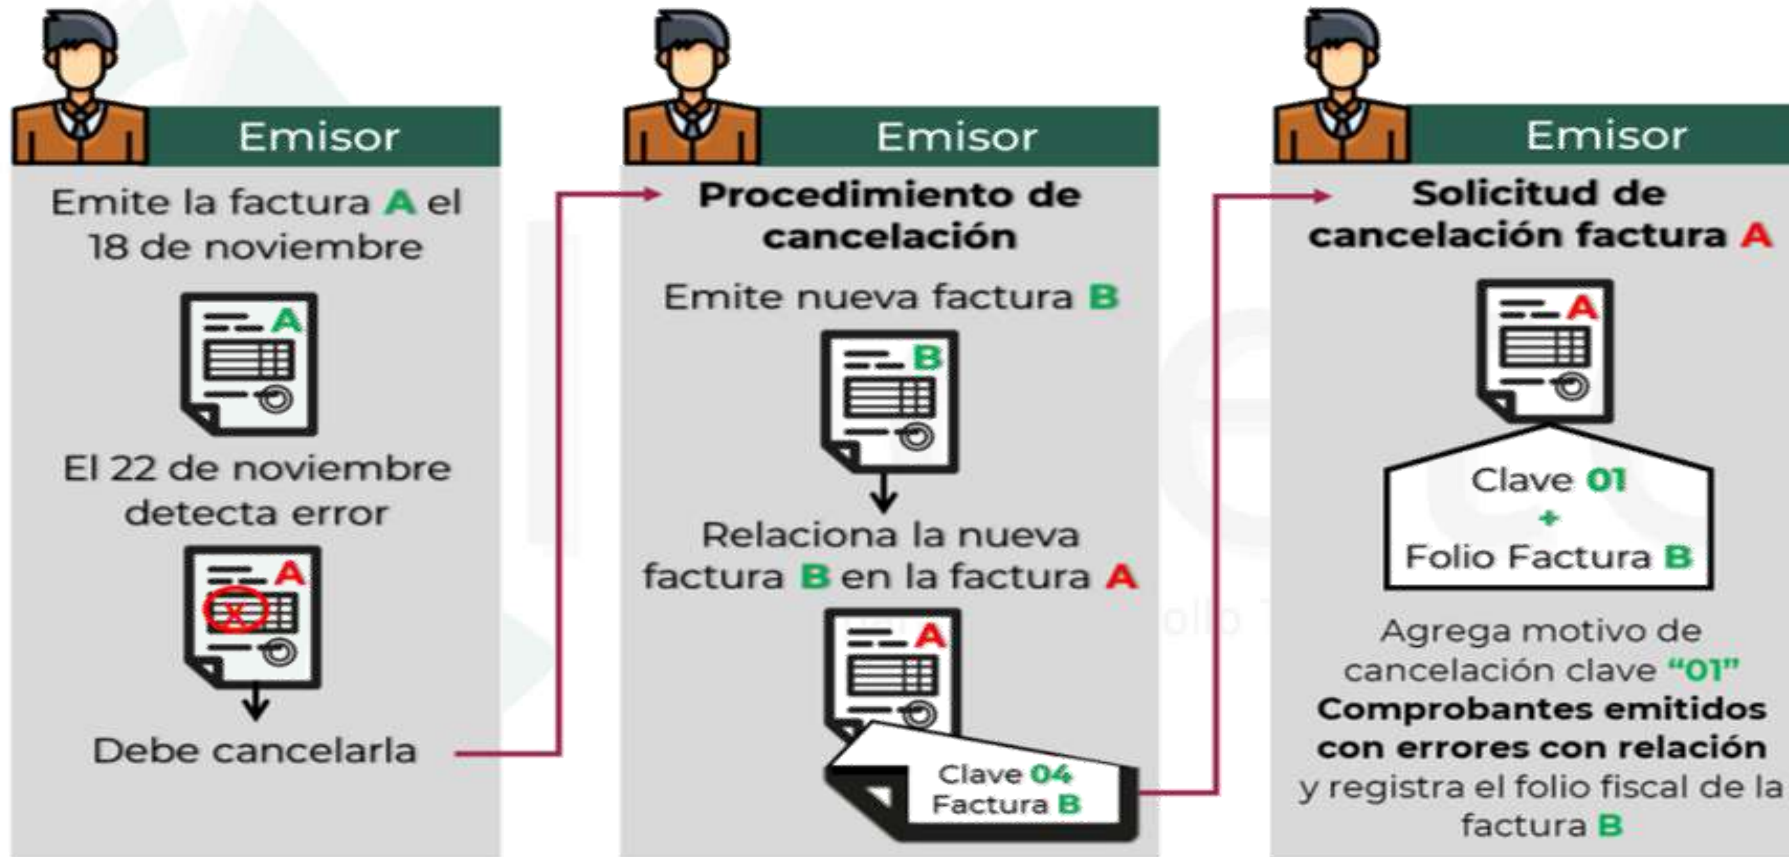 Emisor
Emite la factura A el
18 de noviembre
A
El 22 de noviembre
detecta error
A
X
Debe cancelarla
Emisor
Procedimiento de
cancelación
Emite nueva factura B
B
Relaciona la nueva
factura B en la factura A
A
Clave 04
Factura B
Emisor
Solicitud de
cancelación factura A
A
Clave 01
+
Folio Factura B
Agrega motivo de
cancelación clave “01”
Comprobantes emitidos
con errores con relación
y registra el folio fiscal de la
factura B